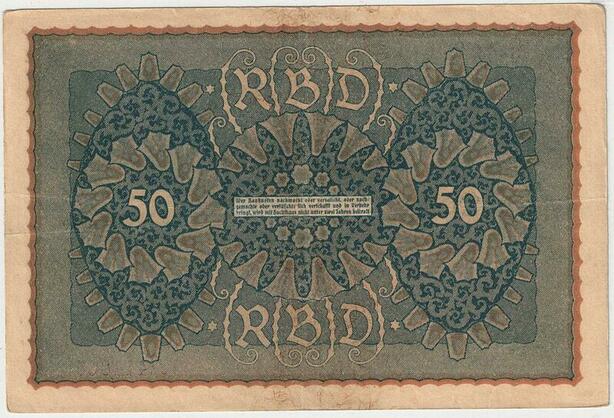 RBD
50
Wer Banknoten nachmacht oder verfälscht, oder nach-
gemachte oder verfälschte sich verschafft und in Verkehr
bringt, wird mit Zuchthaus nicht unter zwei Jahren bestraft
50
RBD